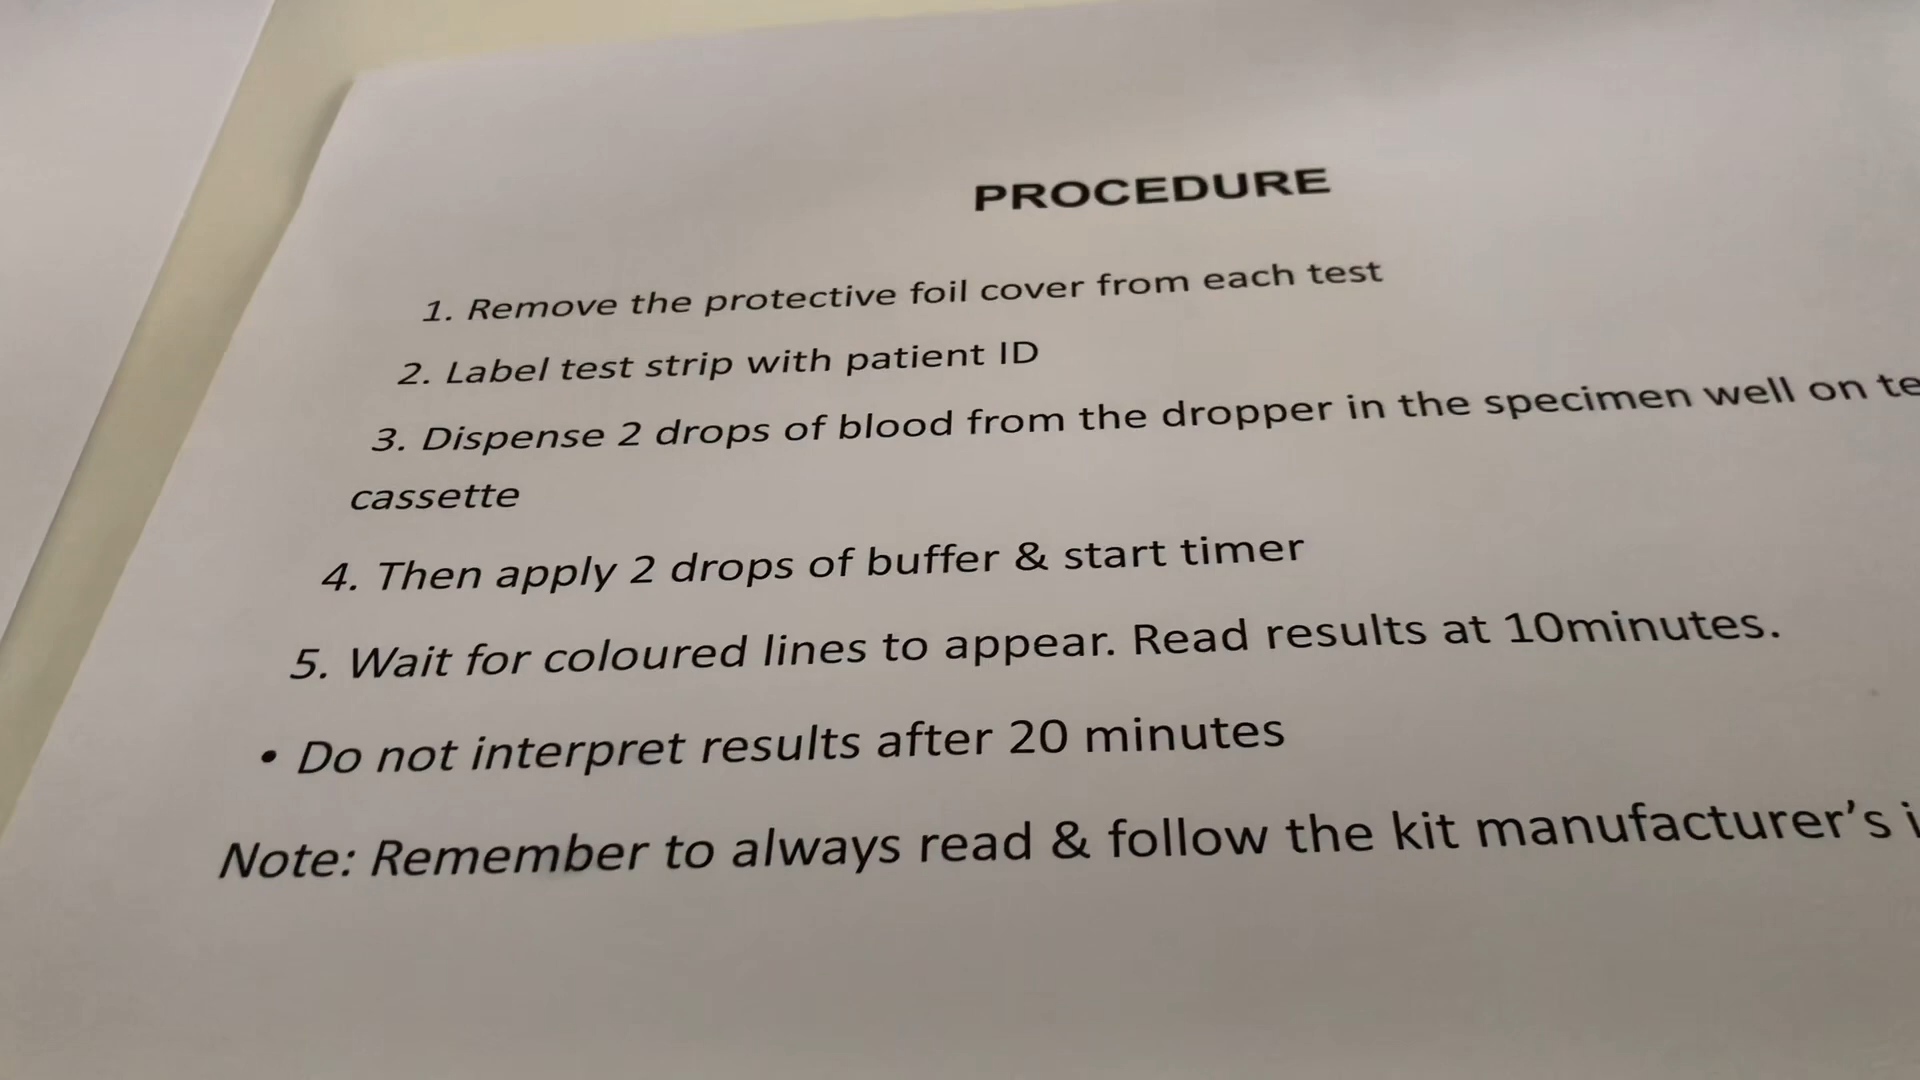 PROCEDURE
1. Remove the protective foil cover from each test
2. Label test strip with patient ID
3. Dispense 2 drops of blood from the dropper in the specimen well on
cassette
4. Then apply 2 drops of buffer & start timer
5. Wait for coloured lines to appear. Read results at 10minutes.
• Do not interpret results after 20 minutes
Note: Remember to always read & follow the kit manufacturer's